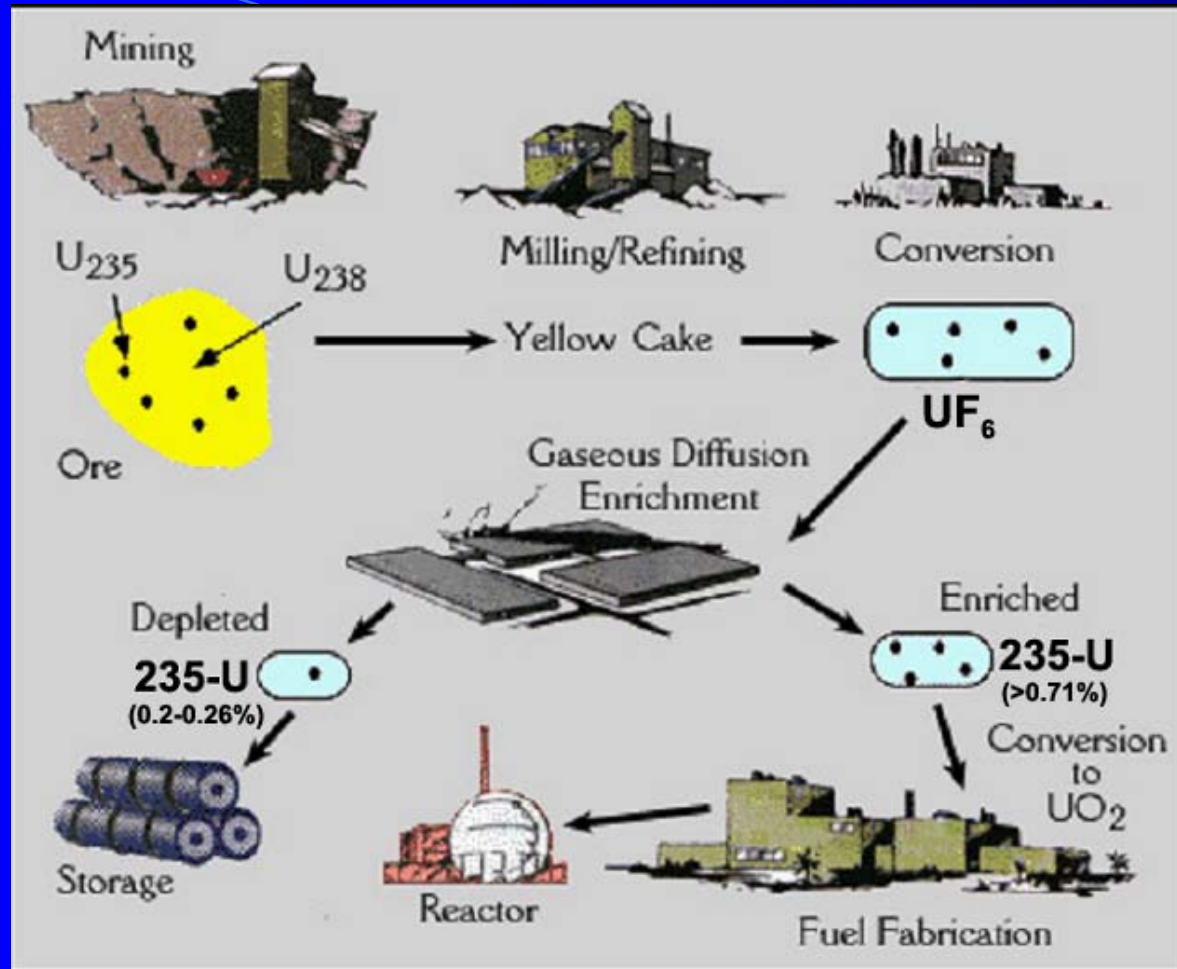 Mining
Milling/Refining
Conversion
U235
U238
Yellow Cake
UF6
Ore
Gaseous Diffusion
Enrichment
Depleted
235-U
(0.2-0.26%)
Enriched
235-U
(>0.71%)
Conversion
to
UO2
Storage
Reactor
Fuel Fabrication